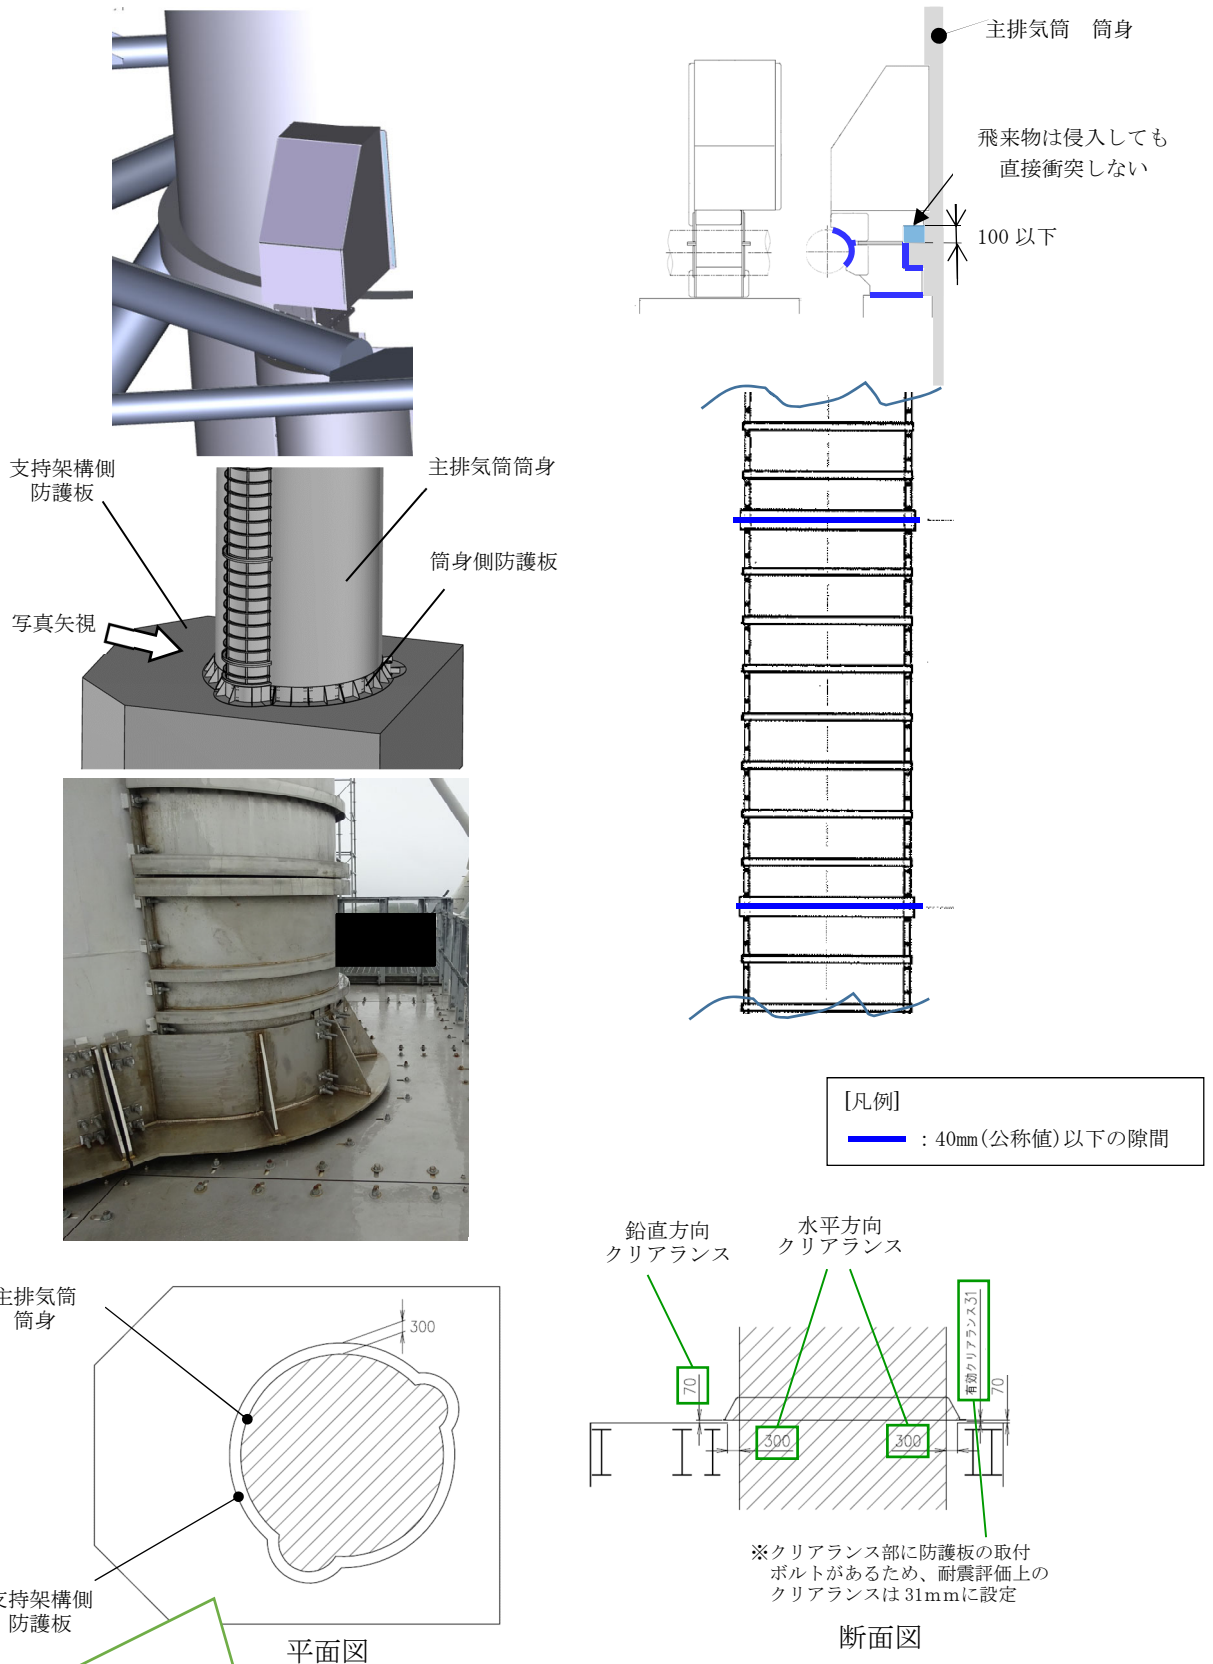 主排気筒　筒身
飛来物は侵入しても
直接衝突しない
100 以下
支持架構側
防護板
主排気筒筒身
筒身側防護板
写真矢視
[凡例]
：40mm(公称値)以下の隙間
鉛直方向
クリアランス
水平方向
クリアランス
主排気筒
筒身
300
70
300
300
有効クリアランス31
70
※クリアランス部に防護板の取付
ボルトがあるため、耐震評価上の
クリアランスは 31mmに設定
支持架構側
防護板
平面図
断面図